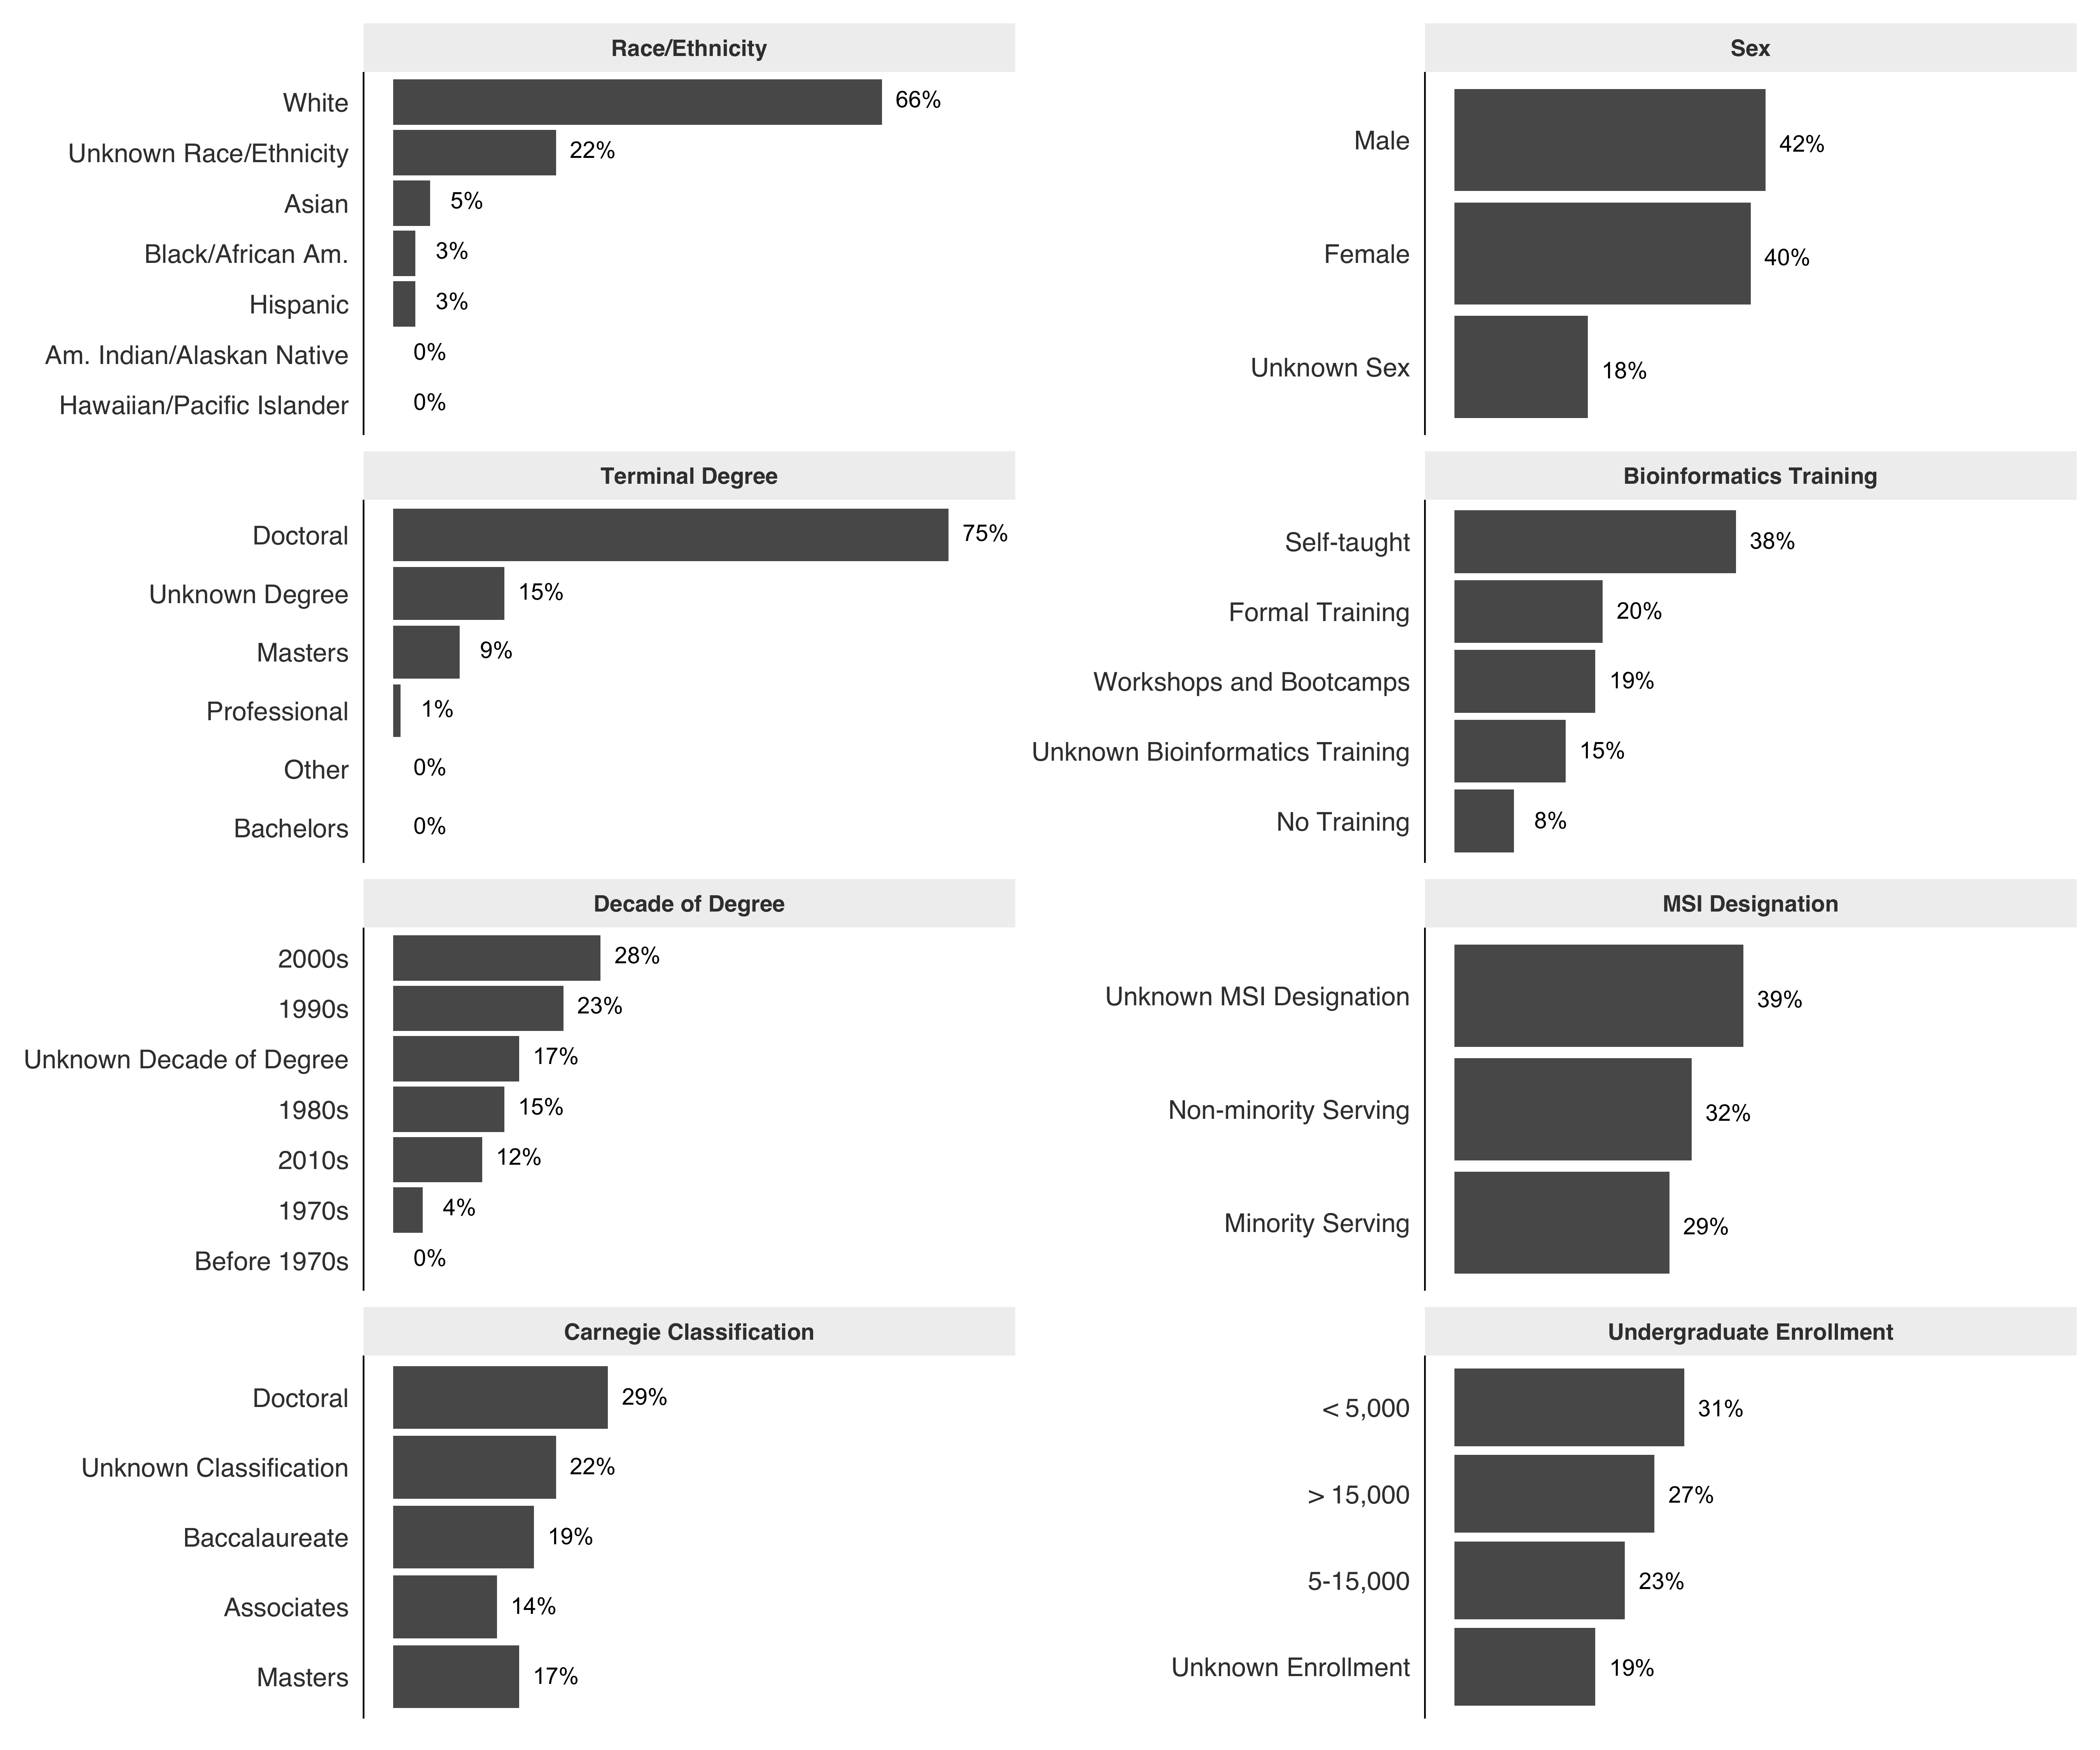 Race/Ethnicity
White 66%
Unknown Race/Ethnicity 22%
Asian 5%
Black/African Am. 3%
Hispanic 3%
Am. Indian/Alaskan Native 0%
Hawaiian/Pacific Islander 0%
Sex
Male 42%
Female 40%
Unknown Sex 18%
Terminal Degree
Doctoral 75%
Unknown Degree 15%
Masters 9%
Professional 1%
Other 0%
Bachelors 0%
Bioinformatics Training
Self-taught 38%
Formal Training 20%
Workshops and Bootcamps 19%
Unknown Bioinformatics Training 15%
No Training 8%
Decade of Degree
2000s 28%
1990s 23%
Unknown Decade of Degree 17%
1980s 15%
2010s 12%
1970s 4%
Before 1970s 0%
MSI Designation
Unknown MSI Designation 39%
Non-minority Serving 32%
Minority Serving 29%
Carnegie Classification
Doctoral 29%
Unknown Classification 22%
Baccalaureate 19%
Associates 14%
Masters 17%
Undergraduate Enrollment
< 5,000 31%
> 15,000 27%
5-15,000 23%
Unknown Enrollment 19%